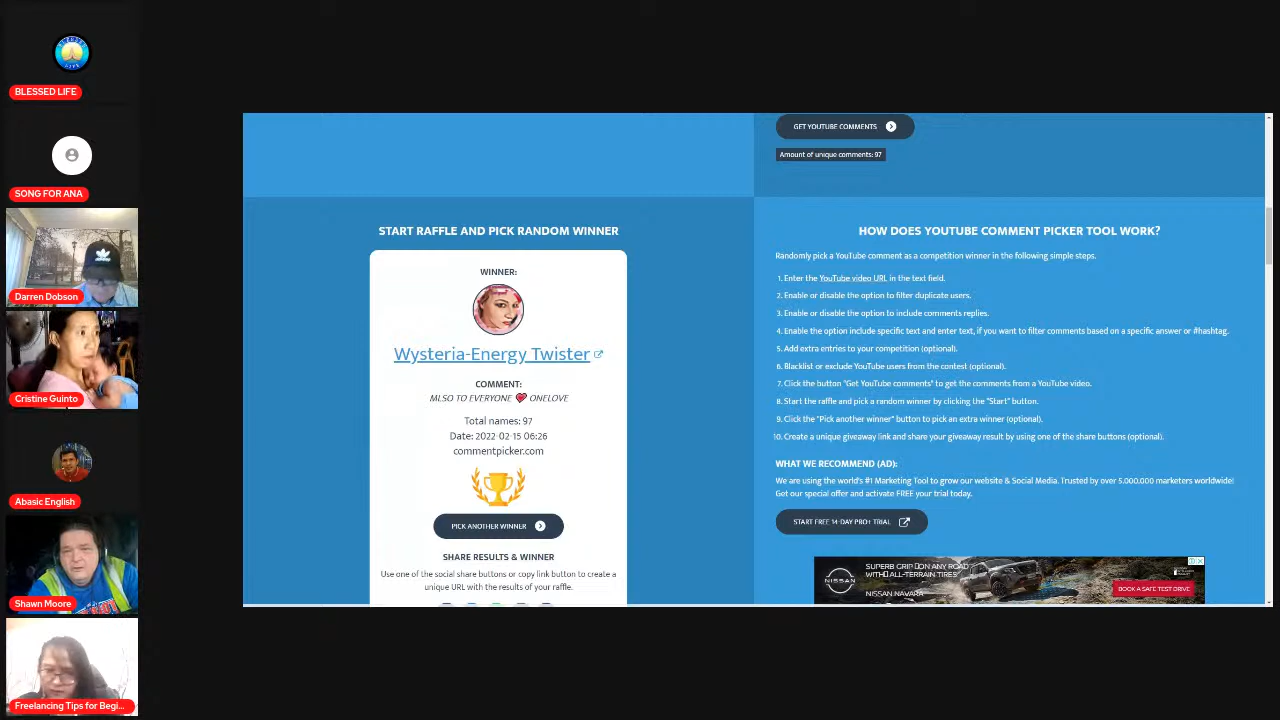 BLESSED LIFE
SONG FOR ANA
Darren Dobson
Cristine Guinto
Abasic English
Shawn Moore
Freelancing Tips for Begi...
GET YOUTUBE COMMENTS
Amount of unique comments: 97
START RAFFLE AND PICK RANDOM WINNER
WINNER:
Wysteria-Energy Twister
COMMENT:
MLSO TO EVERYONE 💖 ONELOVE
Total names: 97
Date: 2022-02-15 06:26
commentpicker.com
PICK ANOTHER WINNER
SHARE RESULTS & WINNER
Use one of the social share buttons or copy link button to create a
unique URL with the results of your raffle.
HOW DOES YOUTUBE COMMENT PICKER TOOL WORK?
Randomly pick a YouTube comment as a competition winner in the following simple steps.
1. Enter the YouTube video URL in the text field.
2. Enable or disable the option to filter duplicate users.
3. Enable or disable the option to include comments replies.
4. Enable the option include specific text and enter text, if you want to filter comments based on a specific answer or #hashtag.
5. Add extra entries to your competition (optional).
6. Blacklist or exclude YouTube users from the contest (optional).
7. Click the button "Get YouTube comments" to get the comments from a YouTube video.
8. Start the raffle and pick a random winner by clicking the "Start" button.
9. Click the "Pick another winner" button to pick an extra winner (optional).
10. Create a unique giveaway link and share your giveaway result by using one of the share buttons (optional).
WHAT WE RECOMMEND (AD):
We are using the world's #1 Marketing Tool to grow our website & Social Media. Trusted by over 5.000.000 marketers worldwide!
Get our special offer and activate FREE your trial today.
START FREE 14-DAY PRO+ TRIAL
NISSAN
SUPERB GRIP ON ANY ROAD
WITH ALL-TERRAIN TIRES
NISSAN NAVARA
BOOK A SAFE TEST DRIVE